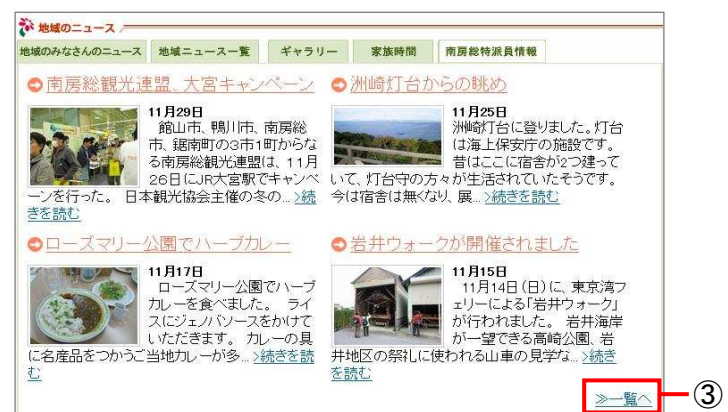 地域のニュース
地域のみなさんのニュース 地域ニュース一覧 ギャラリー 家族時間 南房総特派員情報
南房総観光連盟、大宮キャンペーン
11月29日
館山市、鴨川市、南房総
市、鋸南町の3市1町からな
る南房総観光連盟は、11月
26日にJR大宮駅でキャンペ
ーンを行った。 日本観光協会主催の冬の...>続
きを読む
洲崎灯台からの眺め
11月25日
洲崎灯台に登りました。灯台
は海上保安庁の施設です。
昔はここに宿舎が2つ建って
いて、灯台守の方々が生活されていたそうです。
今は宿舎は無くなり、展...>続きを読む
ローズマリー公園でハーブカレー
11月17日
ローズマリー公園でハーブ
カレーを食べました。 ライ
スにジェノバソースをかけて
いただきます。 カレーの具
に名産品をつかうご当地カレーが多...>続きを読
む
岩井ウォークが開催されました
11月15日
11月14日(日)に、東京湾フ
ェリーによる「岩井ウォーク」
が行われました。 岩井海岸
が一望できる高崎公園、岩
井地区の祭礼に使われる山車の見学な...>続き
を読む
≫一覧へ
③